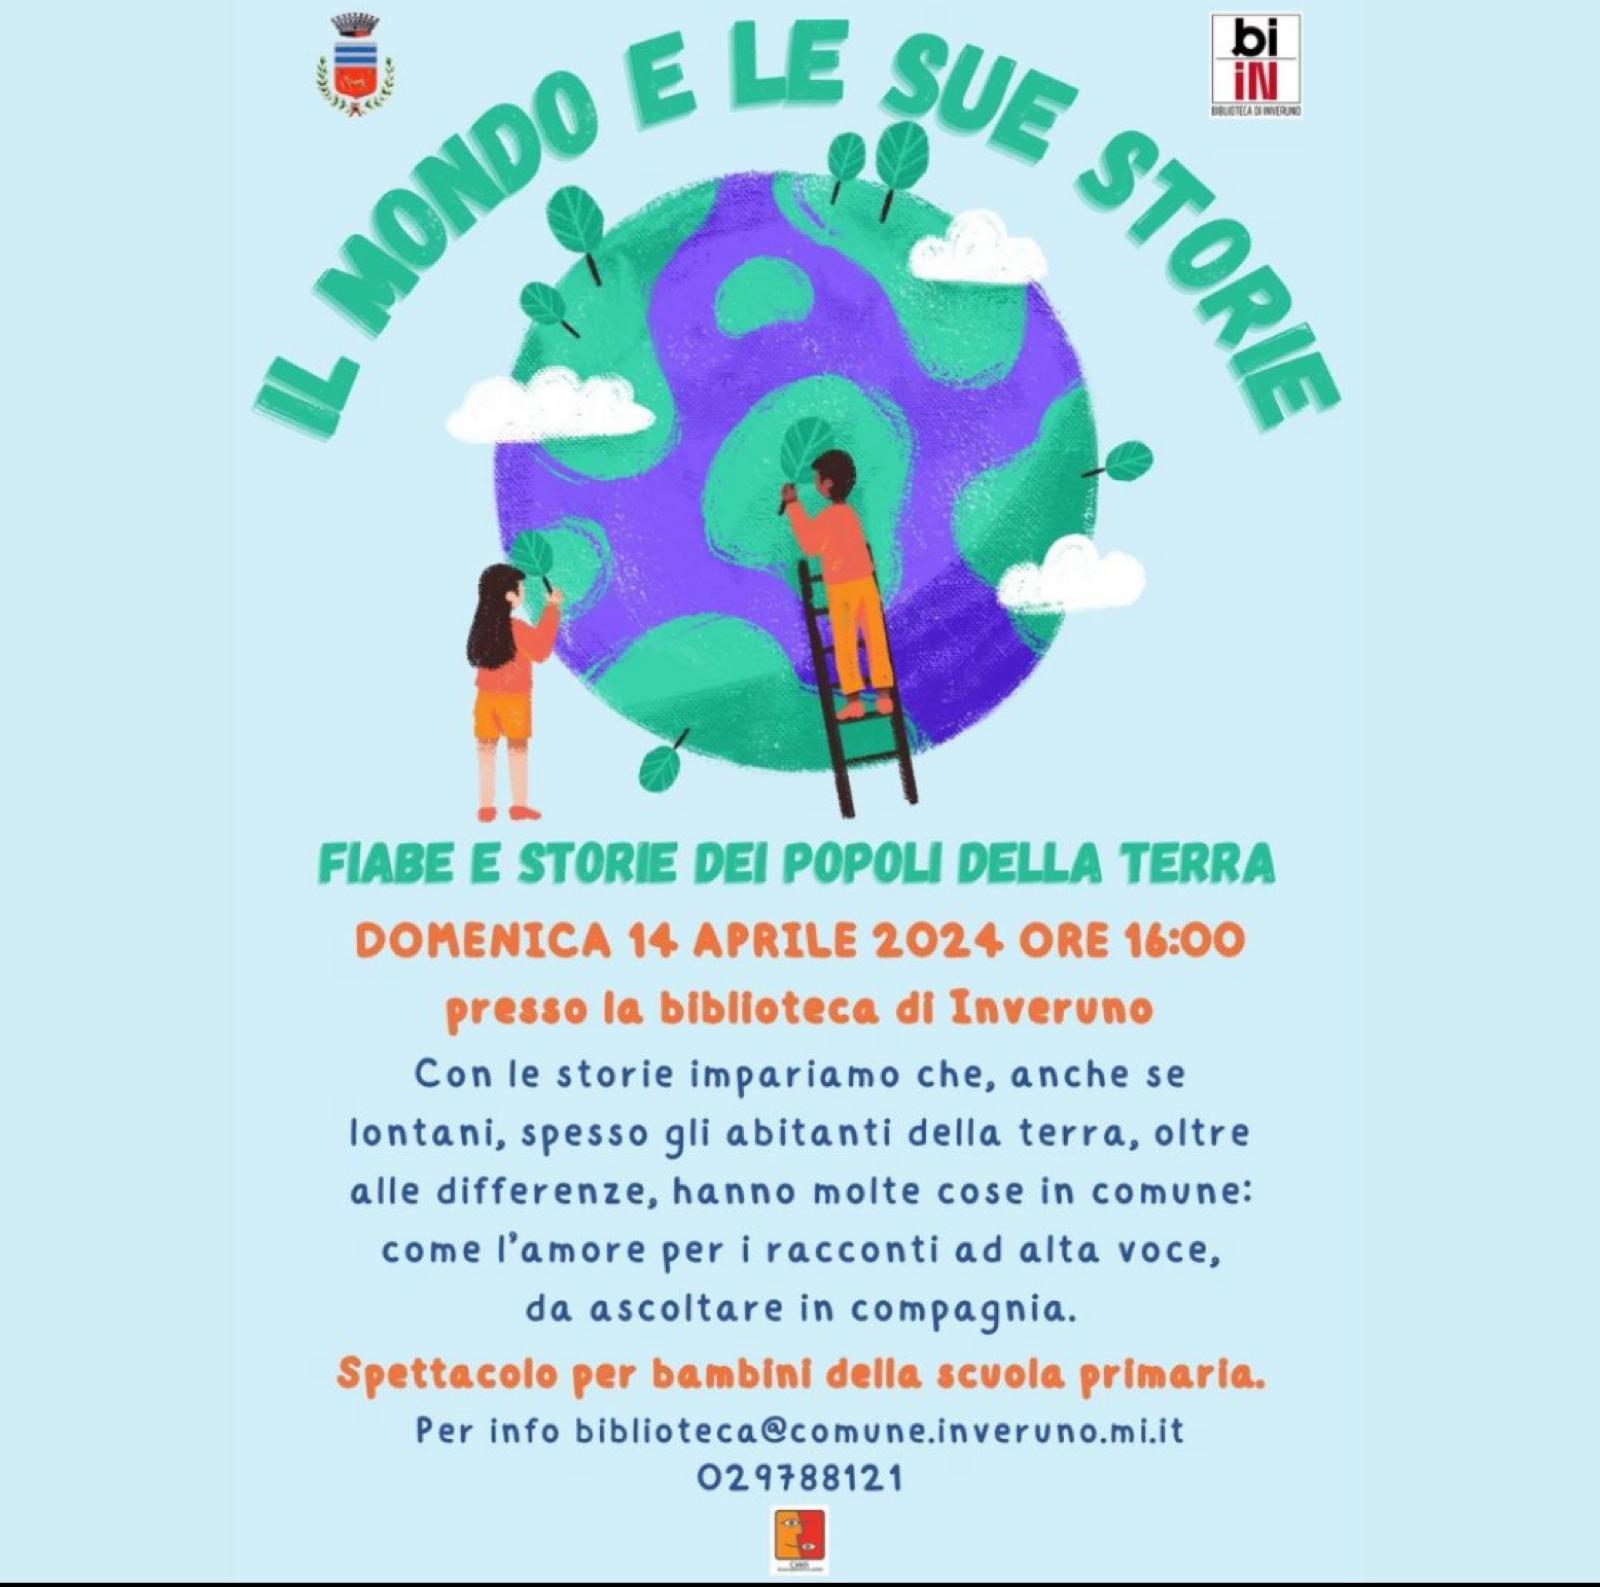 bi
iN
BIBLIOTECA DI INVERUNO
IL MONDO E LE SUE STORIE
FIABE E STORIE DEI POPOLI DELLA TERRA
DOMENICA 14 APRILE 2024 ORE 16:00
presso la biblioteca di Inveruno
Con le storie impariamo che, anche se
lontani, spesso gli abitanti della terra, oltre
alle differenze, hanno molte cose in comune:
come l'amore per i racconti ad alta voce,
da ascoltare in compagnia.
Spettacolo per bambini della scuola primaria.
Per info biblioteca@comune.inveruno.mi.it
029788121